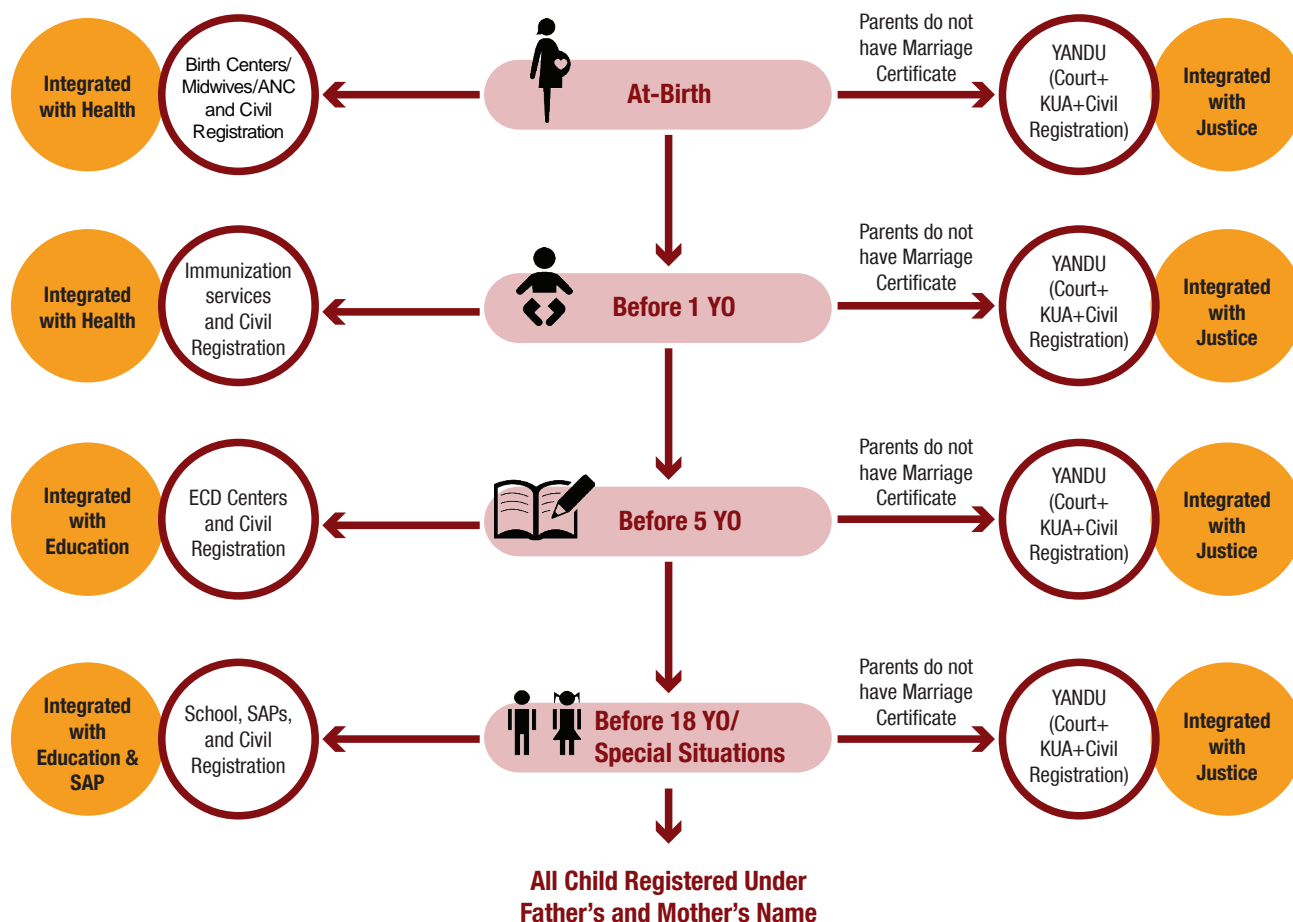 Integrated
with Health
Birth Centers/
Midwives/ANC
and Civil
Registration
At-Birth
Parents do not
have Marriage
Certificate
YANDU
(Court+
KUA+Civil
Registration)
Integrated
with
Justice
Integrated
with Health
Immunization
services
and Civil
Registration
Before 1 YO
Parents do not
have Marriage
Certificate
YANDU
(Court+
KUA+Civil
Registration)
Integrated
with
Justice
Integrated
with
Education
ECD Centers
and Civil
Registration
Before 5 YO
Parents do not
have Marriage
Certificate
YANDU
(Court+
KUA+Civil
Registration)
Integrated
with
Justice
Integrated
with
Education &
SAP
School, SAPs,
and Civil
Registration
Before 18 YO/
Special Situations
Parents do not
have Marriage
Certificate
YANDU
(Court+
KUA+Civil
Registration)
Integrated
with
Justice
All Child Registered Under
Father's and Mother's Name